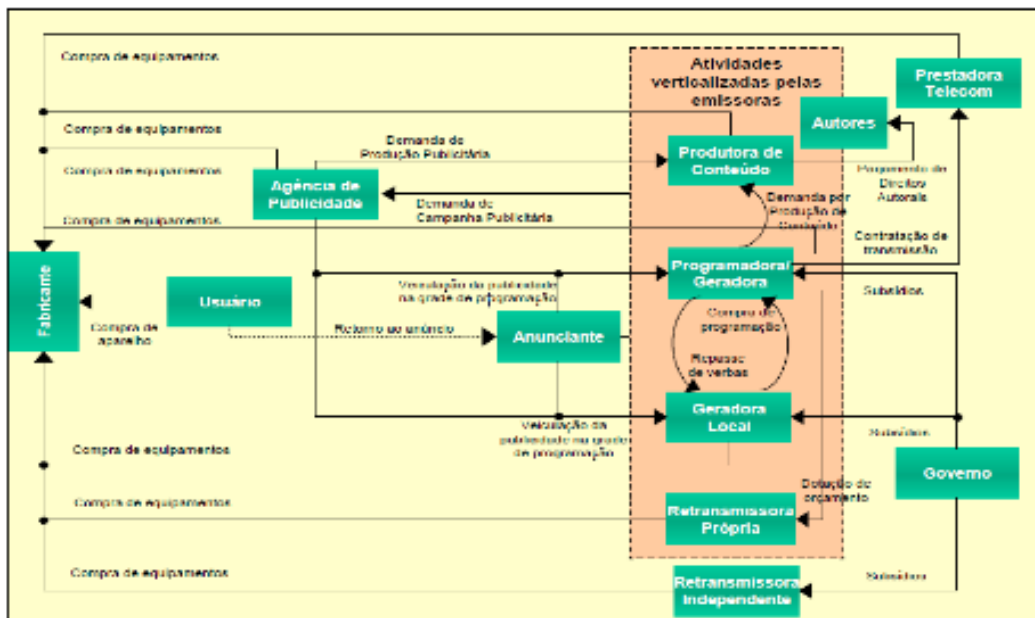 Compra de equipamentos
Atividades
verticalizadas pelas
emissoras
Prestadora
Telecom
Autores
Compra de equipamentos
Demanda de
Produção Publicitária
Produtora de
Conteúdo
Compra de equipamentos
Agência de
Publicidade
Pagamento de
Direitos
Autorais
Demanda de
Campanha Publicitária
Demanda por
Produção de
Conteúdo
Compra de equipamentos
Contratação de
transmissão
Fabricante
Usuário
Veiculação da publicidade
na grade de programação
Programadora/
Geradora
Subsídios
Compra de
aparelho
Retorno ao anúncio
Anunciante
Compra de
programação
Repasse
de verbas
Geradora
Local
Veiculação da
publicidade na grade
de programação
Subsídios
Compra de equipamentos
Governo
Dotação de
orçamento
Compra de equipamentos
Retransmissora
Própria
Compra de equipamentos
Retransmissora
Independente
Subsídios